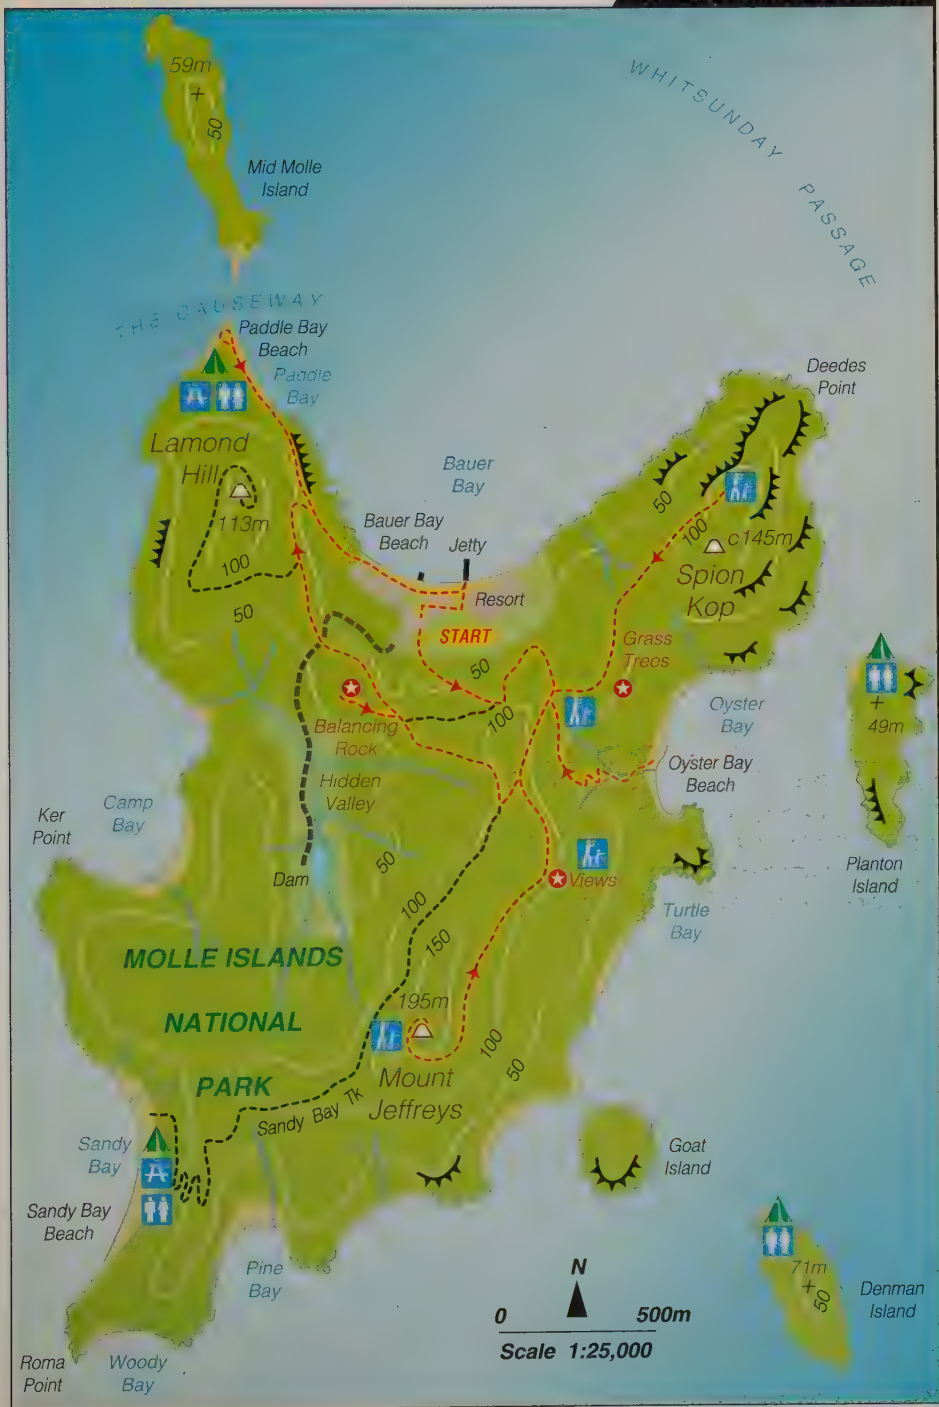 59m
50
WHITSUNDAY PASSAGE
Mid Molle
Island
THE CAUSEWAY
Paddle Bay
Beach
Paddle
Bay
Deedes
Point
Lamond
Hill
113m
100
50
Bauer
Bay
Bauer Bay
Beach
Jetty
Resort
START
50
50
100
c145m
Spion
Kop
Grass
Trees
Oyster
Bay
49m
100
Balancing
Rock
Hidden
Valley
Oyster Bay
Beach
Ker
Point
Camp
Bay
Dam
50
100
150
Views
Planton
Island
Turtle
Bay
MOLLE ISLANDS
NATIONAL
PARK
195m
Mount
Jeffreys
100
50
Sandy Bay Tk
Sandy
Bay
Sandy Bay
Beach
Goat
Island
Pine
Bay
71m
50
Denman
Island
N
0 500m
Scale 1:25,000
Roma
Point
Woody
Bay